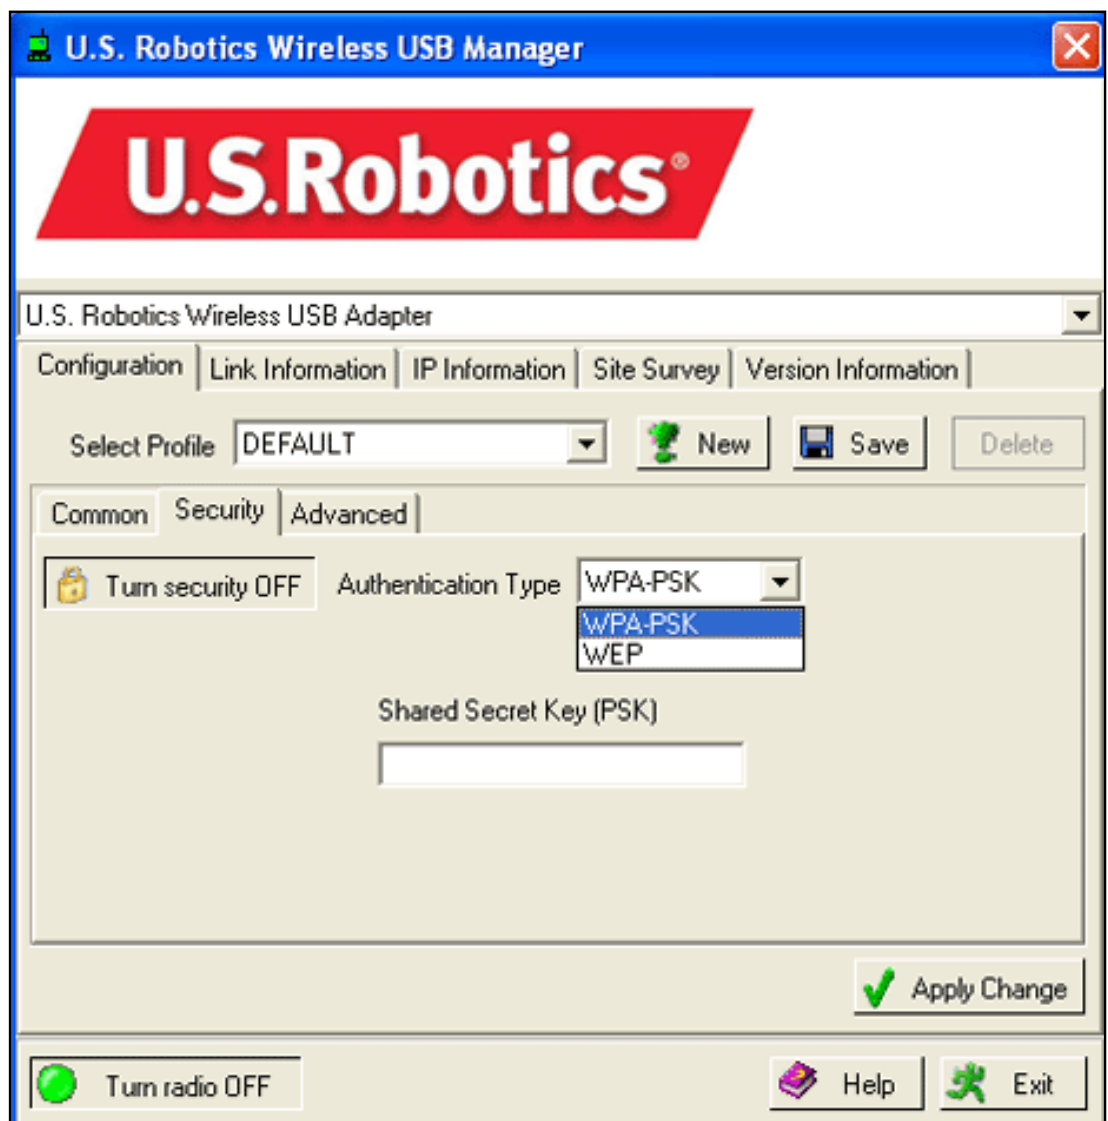 U.S. Robotics Wireless USB Manager
U.S.Robotics®
U.S. Robotics Wireless USB Adapter
Configuration Link Information IP Information Site Survey Version Information
Select Profile DEFAULT New Save Delete
Common Security Advanced
Turn security OFF Authentication Type WPA-PSK
WPA-PSK
WEP
Shared Secret Key (PSK)
Apply Change
Turn radio OFF Help Exit